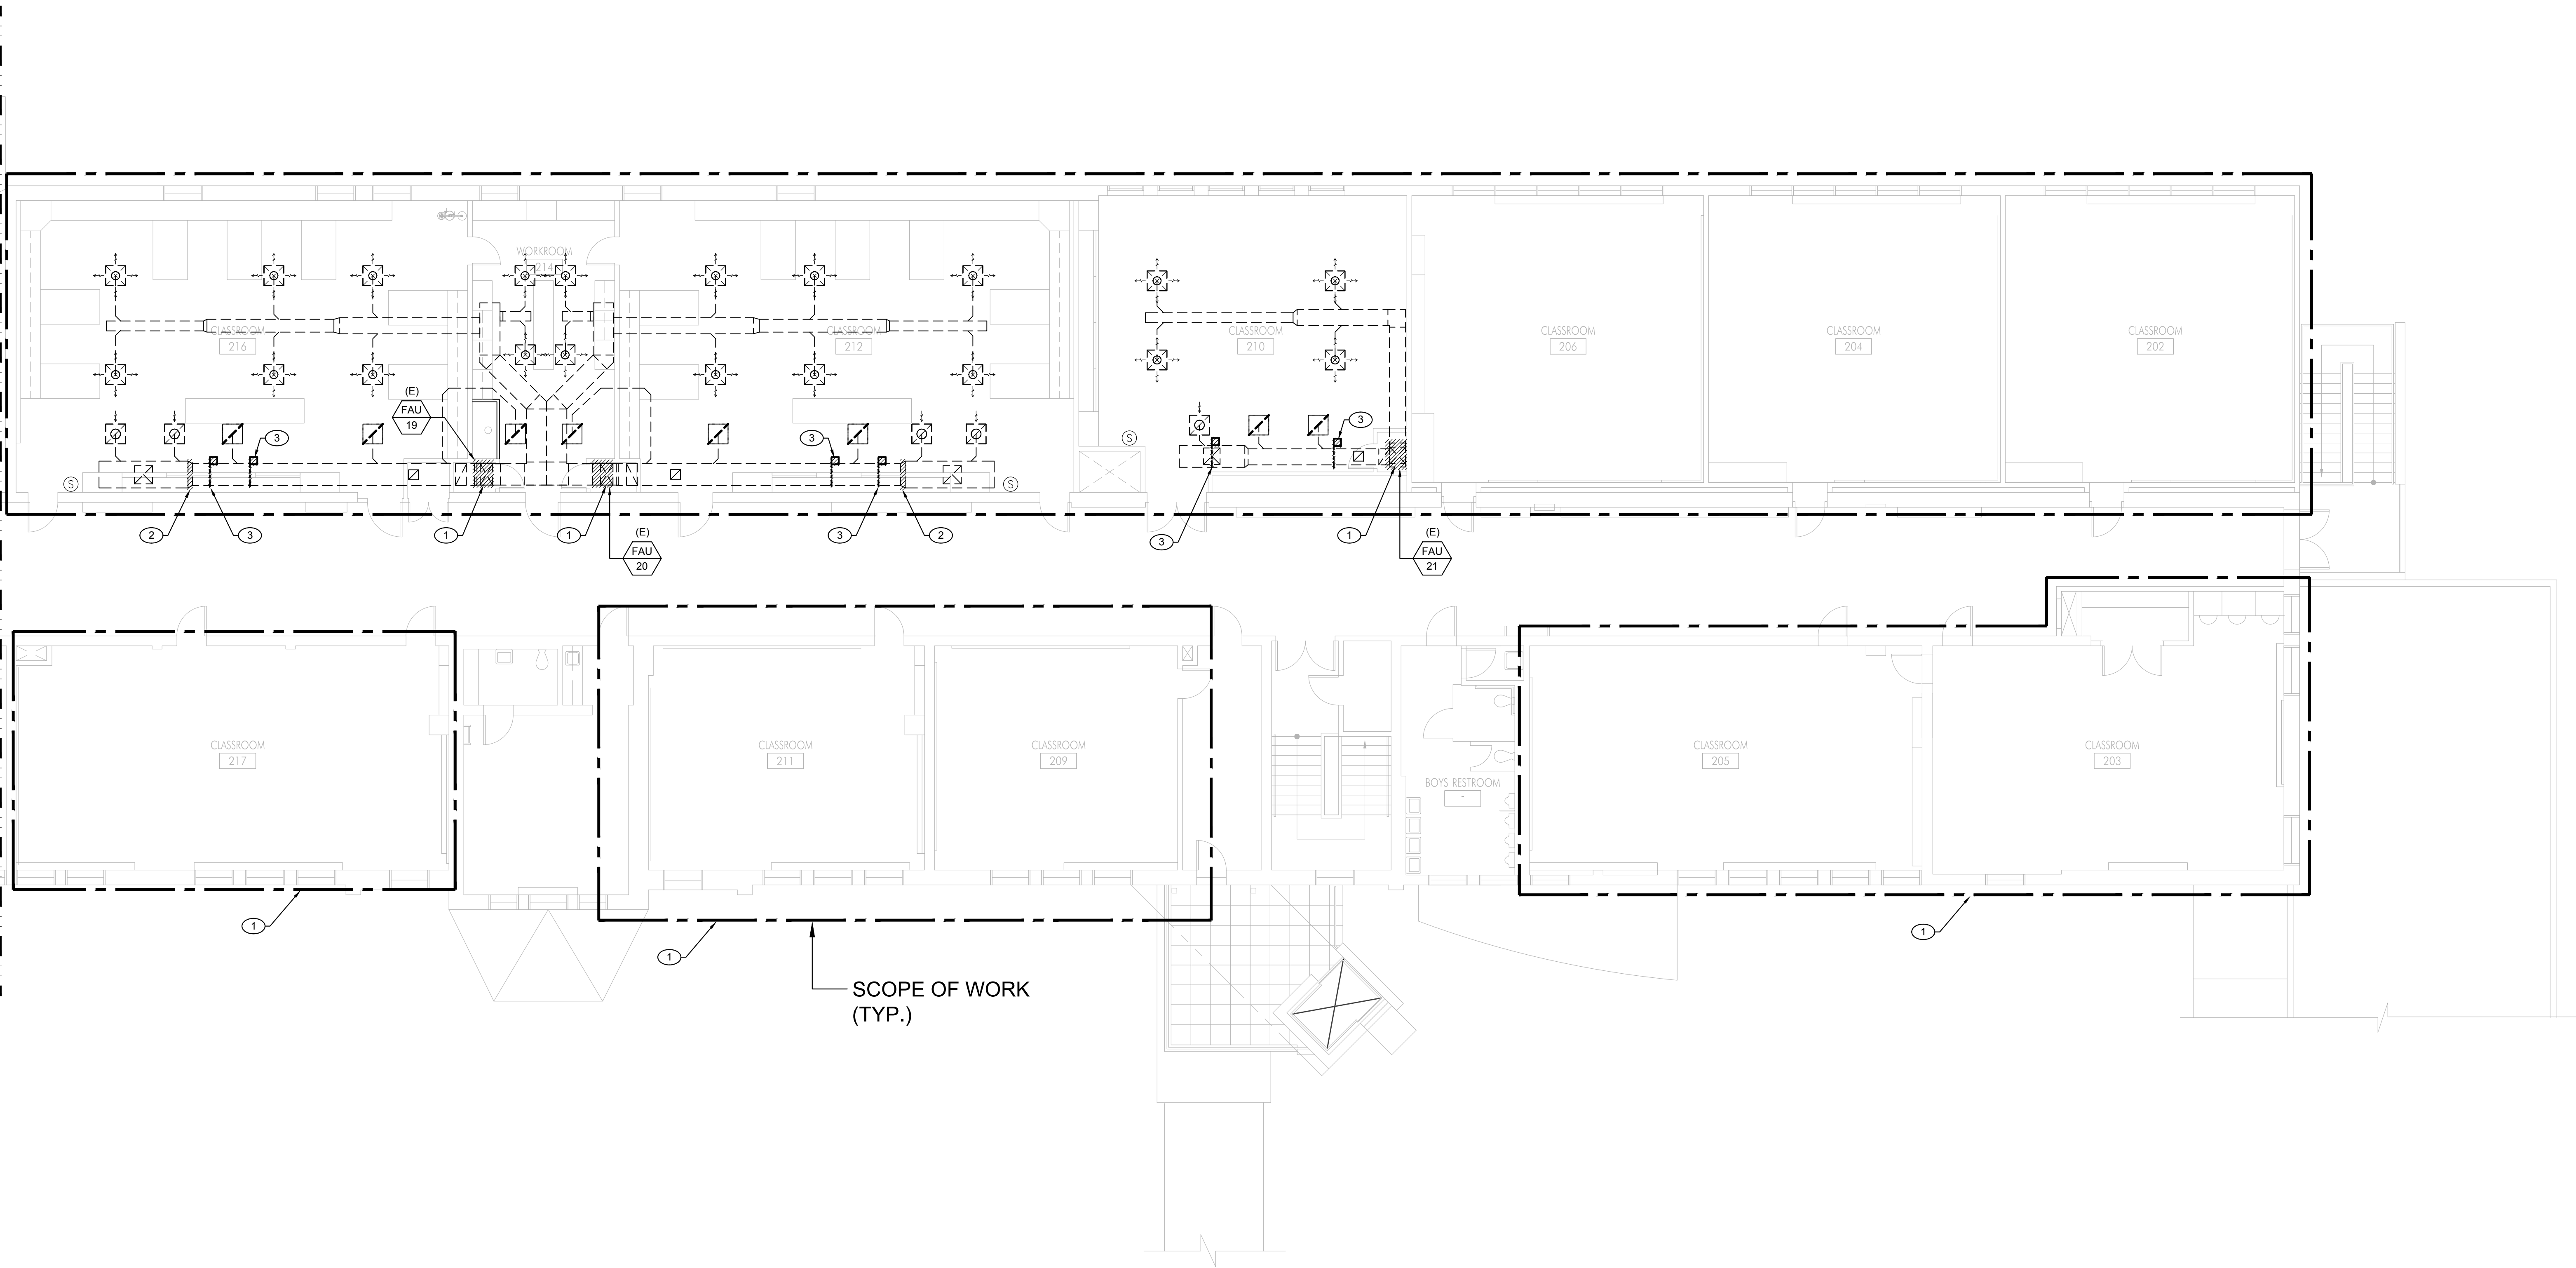 WORKROOM
214
CLASSROOM
216
CLASSROOM
212
CLASSROOM
210
CLASSROOM
206
CLASSROOM
204
CLASSROOM
202
(E)
FAU
19
3
3
3
S
S
S
2
3
1
1
(E)
FAU
20
3
2
3
1
(E)
FAU
21
CLASSROOM
217
CLASSROOM
211
CLASSROOM
209
BOYS' RESTROOM
-
CLASSROOM
205
CLASSROOM
203
1
1
1
SCOPE OF WORK
(TYP.)